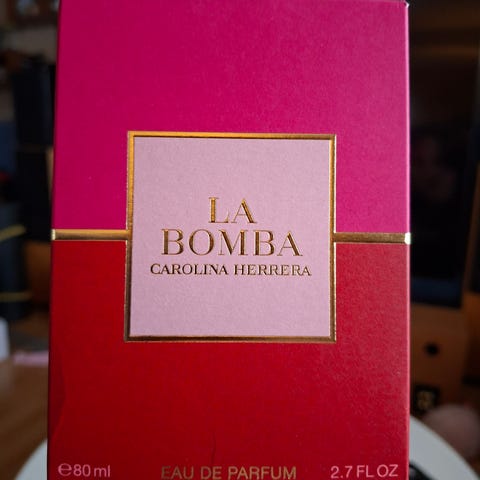 LA
BOMBA
CAROLINA HERRERA
℮80 ml EAU DE PARFUM 2.7 FL OZ